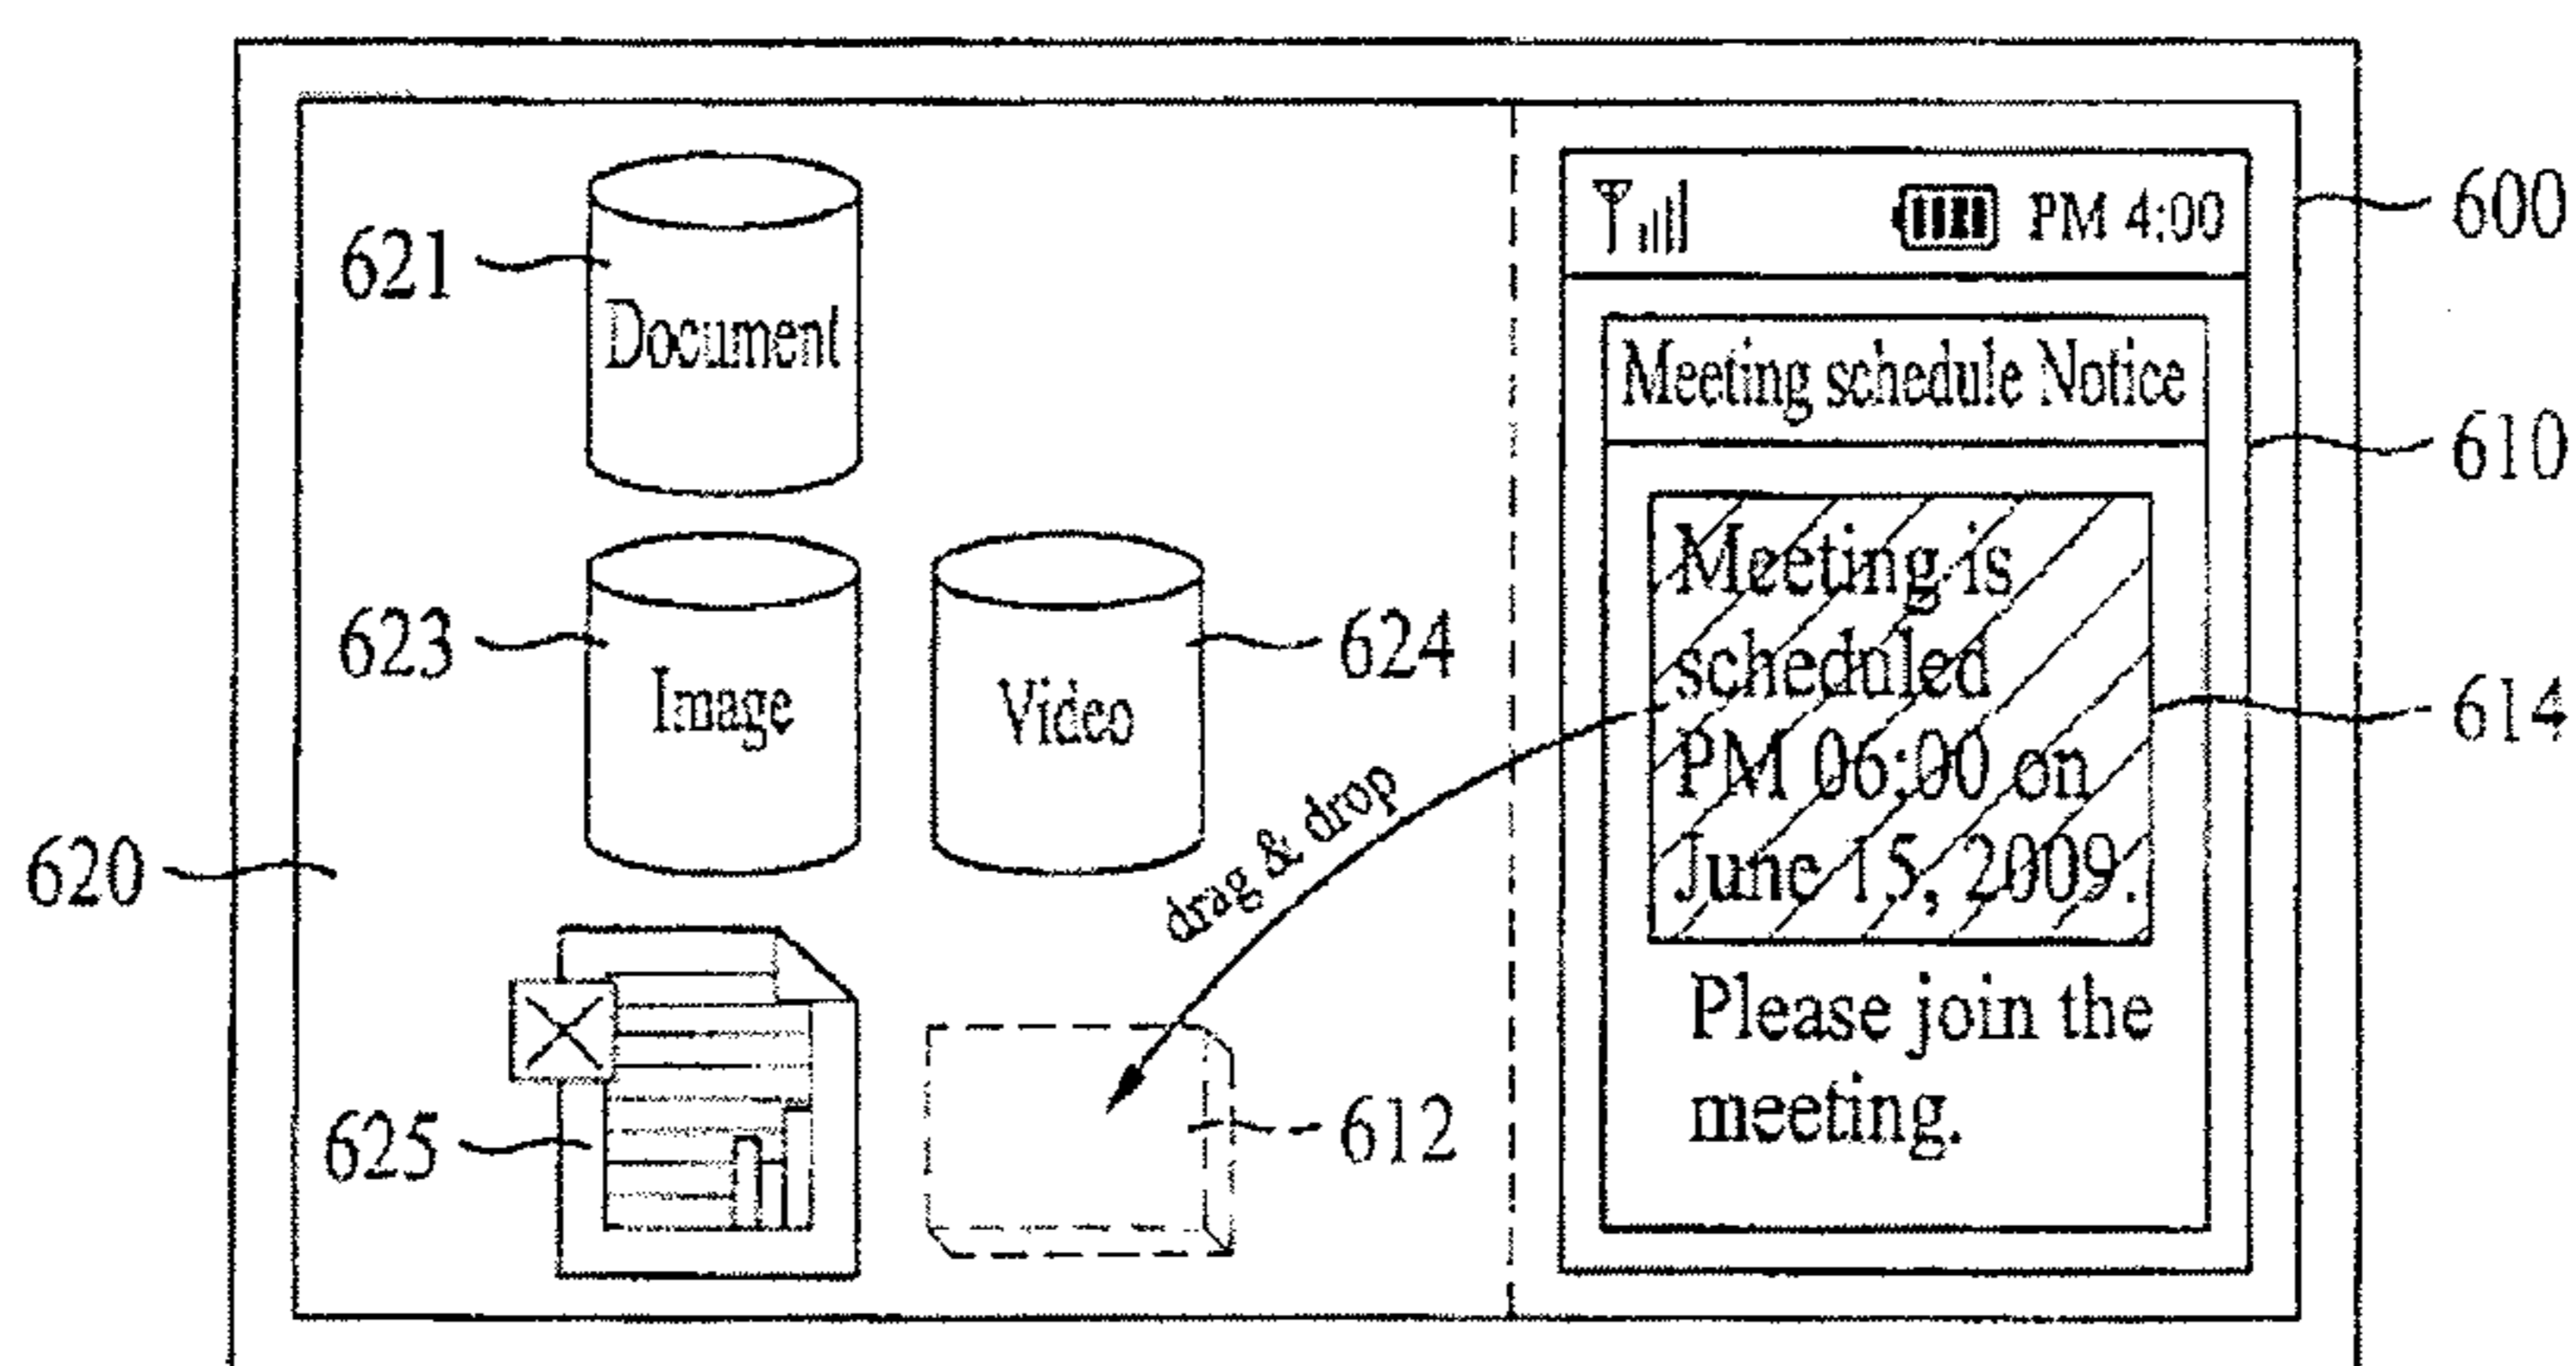 621
Document
623
Image
Video
624
620
625
612
drag & drop
PM 4:00
Meeting schedule Notice
Meeting is
scheduled
PM 06:00 on
June 15, 2009.
Please join the
meeting.
600
610
614